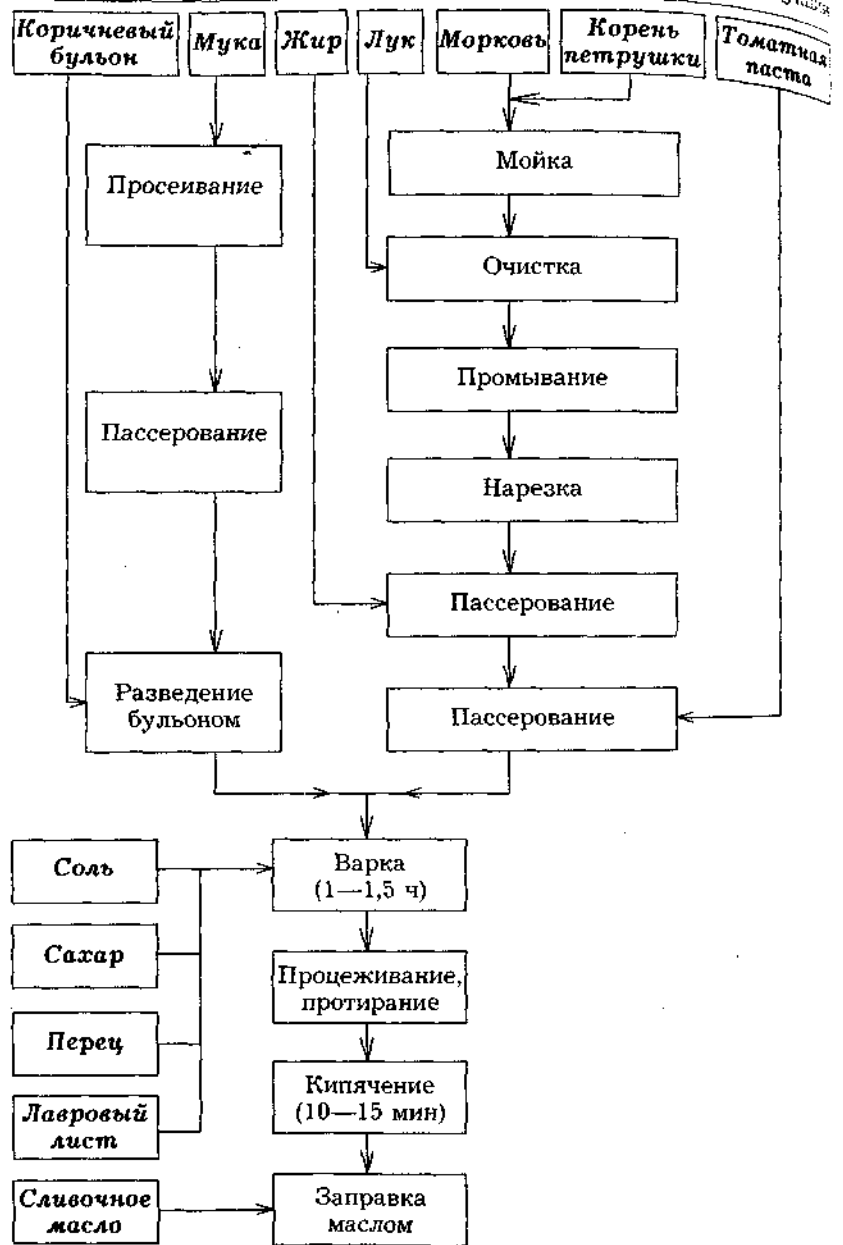 Коричневый
бульон
Мука
Жир
Лук
Морковь
Корень
петрушки
Томатная
паста
Мойка
Просеивание
Очистка
Промывание
Пассерование
Нарезка
Пассерование
Разведение
бульоном
Пассерование
Соль
Варка
(1—1,5 ч)
Сахар
Процеживание,
протирание
Перец
Кипячение
(10—15 мин)
Лавровый
лист
Сливочное
масло
Заправка
маслом